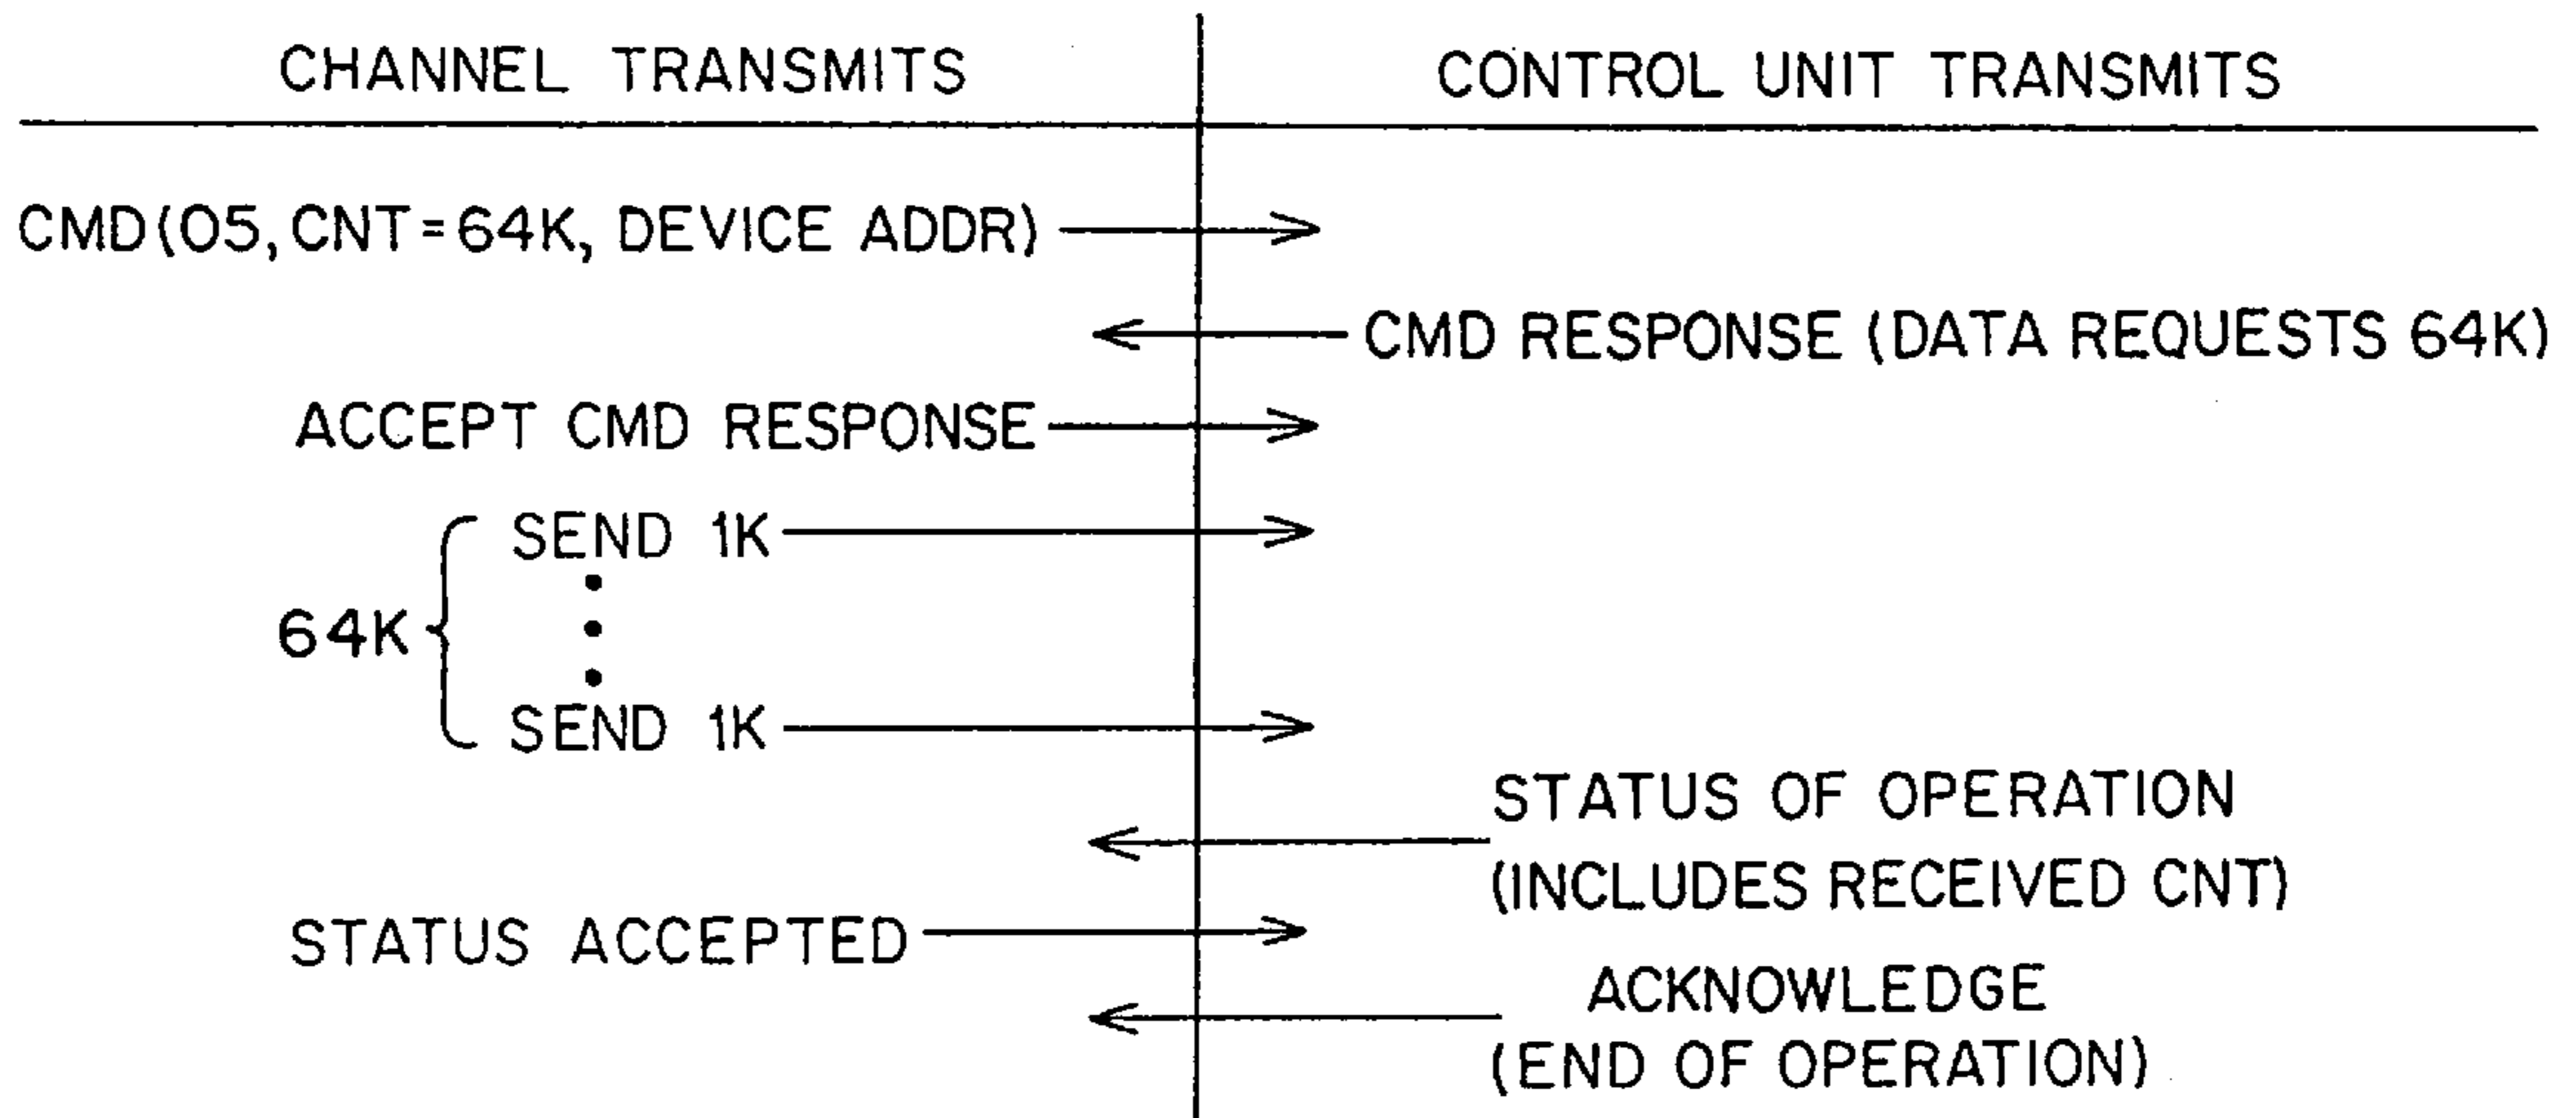 CHANNEL TRANSMITS
CONTROL UNIT TRANSMITS
CMD(05, CNT=64K, DEVICE ADDR)
CMD RESPONSE (DATA REQUESTS 64K)
ACCEPT CMD RESPONSE
SEND 1K
64K
SEND 1K
STATUS OF OPERATION
(INCLUDES RECEIVED CNT)
STATUS ACCEPTED
ACKNOWLEDGE
(END OF OPERATION)